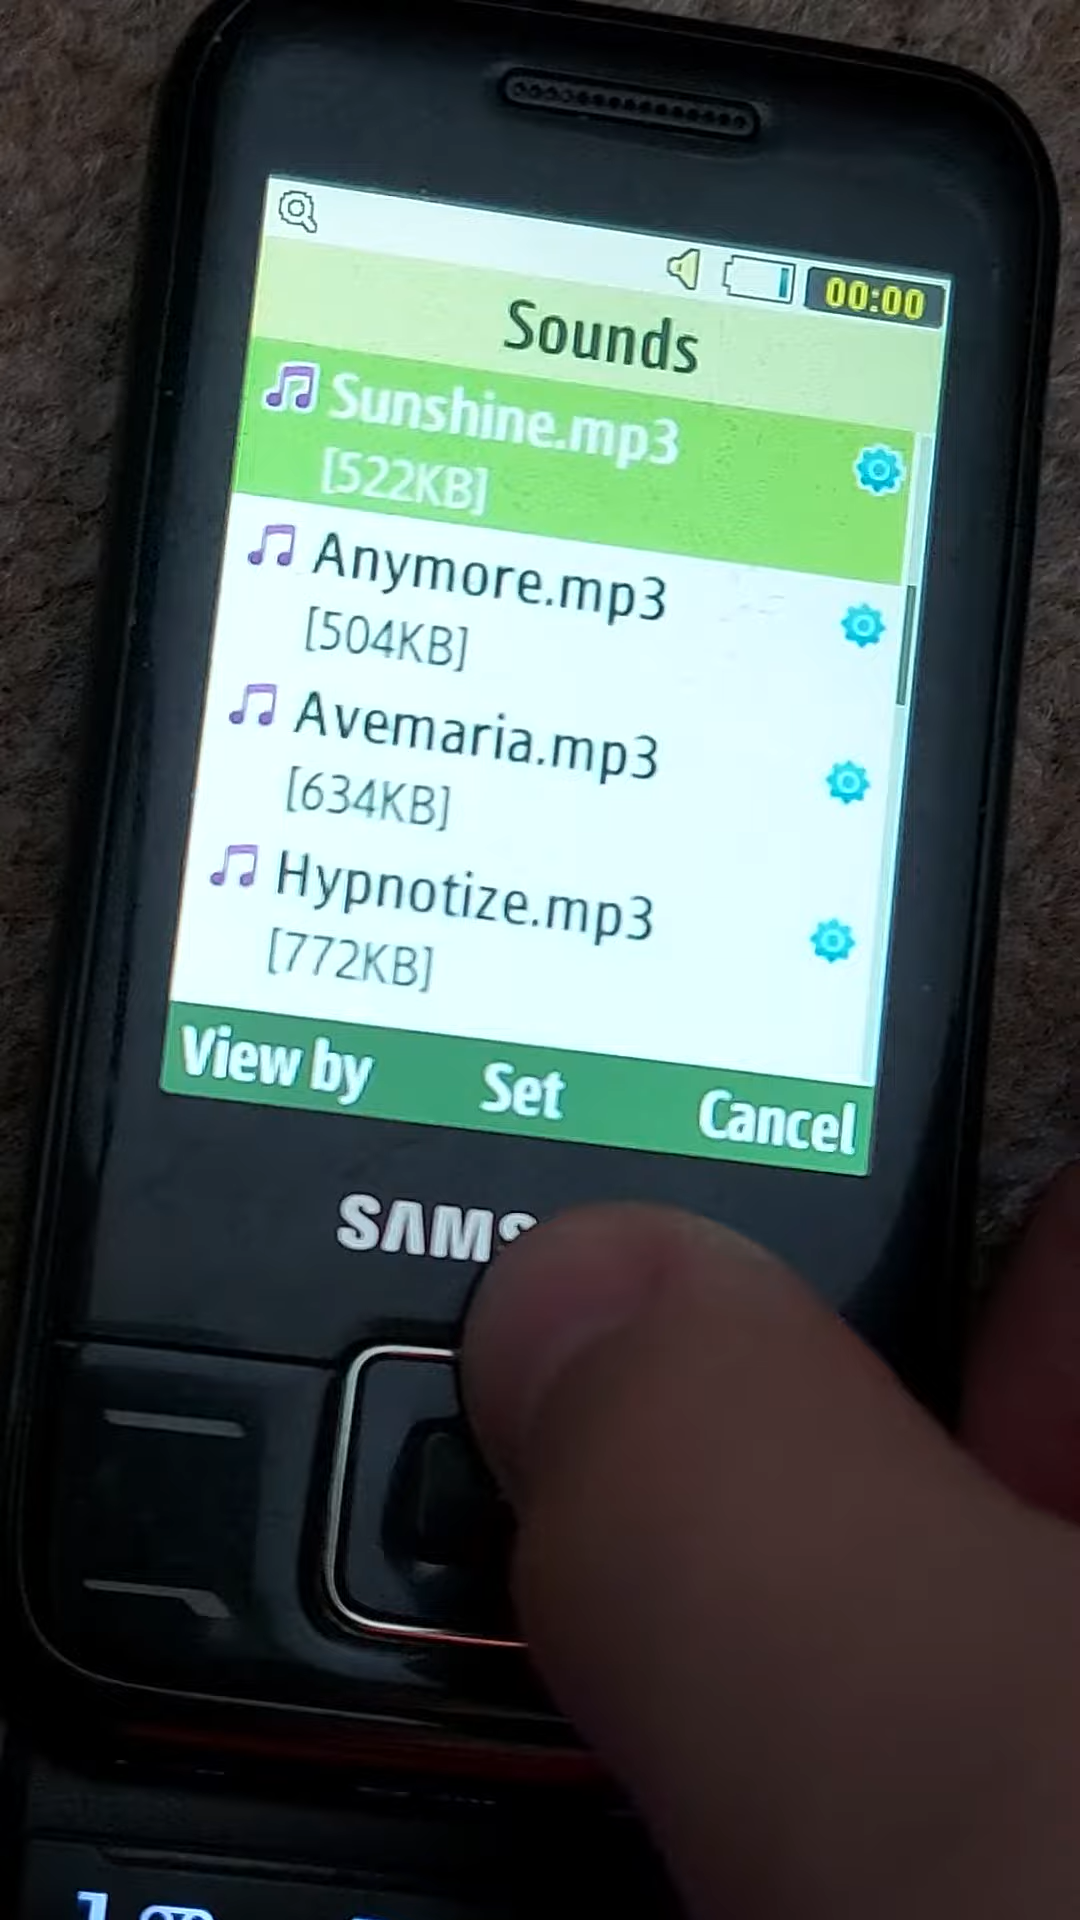 00:00
Sounds
Sunshine.mp3
[522KB]
Anymore.mp3
[504KB]
Avemaria.mp3
[634KB]
Hypnotize.mp3
[772KB]
View by Set Cancel
1